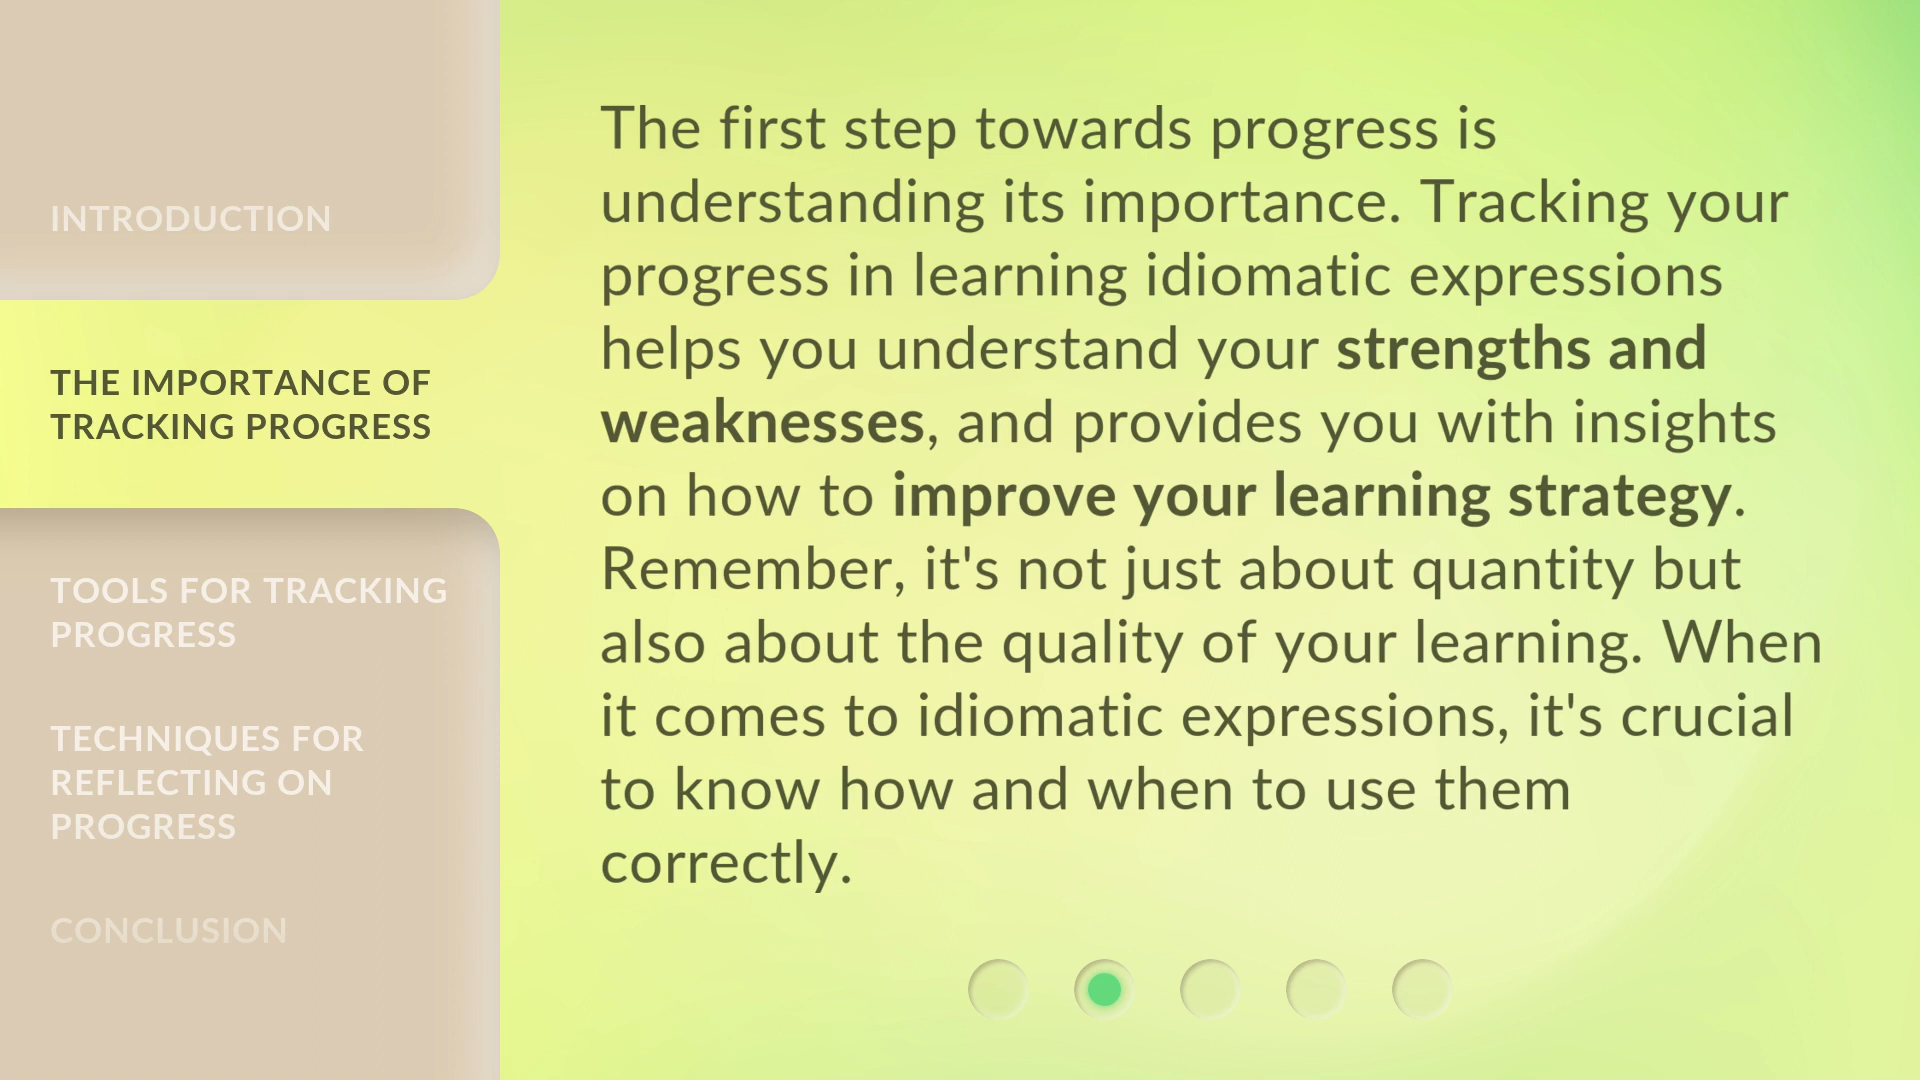 INTRODUCTION
THE IMPORTANCE OF
TRACKING PROGRESS
TOOLS FOR TRACKING
PROGRESS
TECHNIQUES FOR
REFLECTING ON
PROGRESS
CONCLUSION
The first step towards progress is
understanding its importance. Tracking your
progress in learning idiomatic expressions
helps you understand your strengths and
weaknesses, and provides you with insights
on how to improve your learning strategy.
Remember, it's not just about quantity but
also about the quality of your learning. When
it comes to idiomatic expressions, it's crucial
to know how and when to use them
correctly.